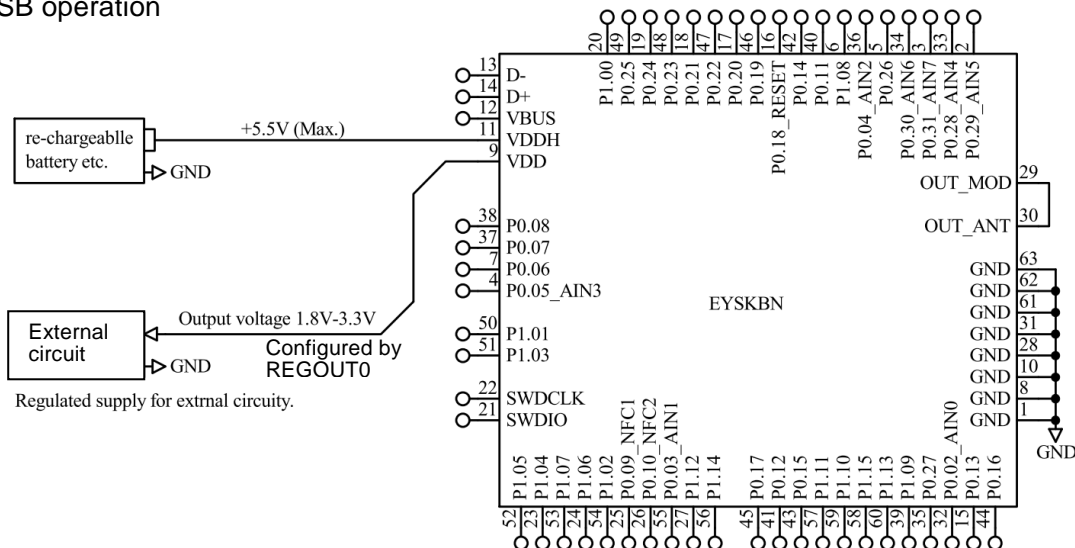 SB operation
20
49
19
48
18
47
17
46
16
42
40
6
36
5
34
3
33
2
P1.00
P0.25
P0.24
P0.23
P0.21
P0.22
P0.20
P0.19
P0.18_RESET
P0.14
P0.11
P1.08
P0.04_AIN2
P0.26
P0.30_AIN6
P0.31_AIN7
P0.28_AIN4
P0.29_AIN5
re-chargeablle
battery etc.
GND
+5.5V (Max.)
13 D-
14 D+
12 VBUS
11 VDDH
9 VDD
38 P0.08
37 P0.07
7 P0.06
4 P0.05_AIN3
50 P1.01
51 P1.03
22 SWDCLK
21 SWDIO
External
circuit
GND
Output voltage 1.8V-3.3V
Configured by
REGOUT0
Regulated supply for extrnal circuity.
EYSKBN
OUT_MOD 29
OUT_ANT 30
GND 63
GND 62
GND 61
GND 31
GND 28
GND 10
GND 8
GND 1
GND
P1.05
P1.04
P1.07
P1.06
P1.02
P0.09_NFC1
P0.10_NFC2
P0.03_AIN1
P1.12
P1.14
P0.17
P0.12
P0.15
P1.11
P1.10
P1.15
P1.13
P1.09
P0.27
P0.02_AIN0
P0.13
P0.16
52
23
53
24
54
25
26
55
27
56
45
41
43
57
59
58
60
39
35
32
15
44